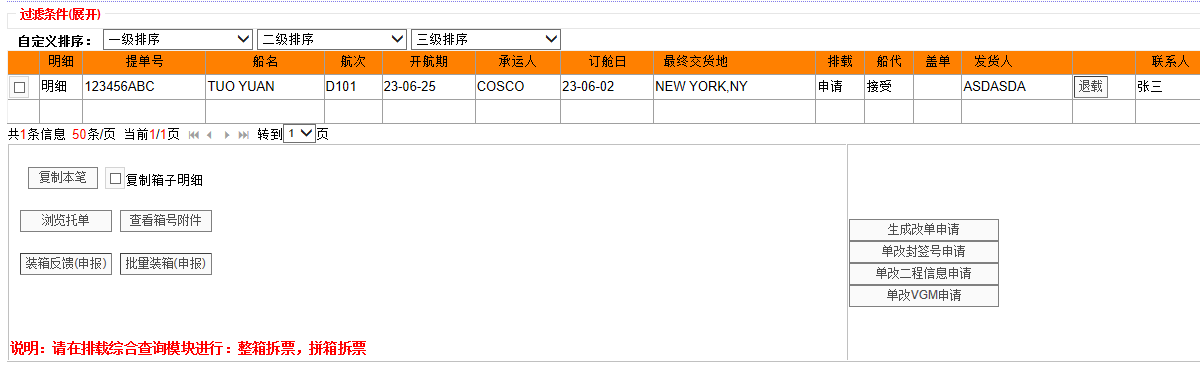 过滤条件(展开)
自定义排序： 一级排序 二级排序 三级排序
明细 提单号 船名 航次 开航期 承运人 订舱日 最终交货地 排载 船代 盖单 发货人 联系人
明细 123456ABC TUO YUAN D101 23-06-25 COSCO 23-06-02 NEW YORK,NY 申请 接受 ASDASDA 退载 张三
共1条信息 50条/页 当前1/1页 转到 1 页
复制本笔 复制箱子明细
浏览托单 查看箱号附件
装箱反馈(申报) 批量装箱(申报)
生成改单申请
单改封签号申请
单改二程信息申请
单改VGM申请
说明：请在排载综合查询模块进行：整箱拆票，拼箱拆票